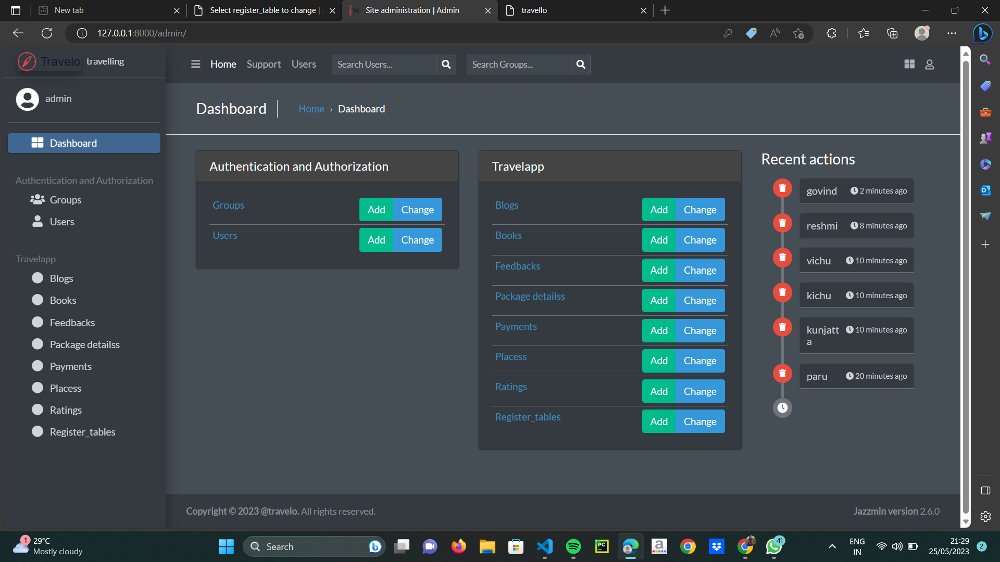 New tab
Select register_table to change |
Site administration | Admin
travello
127.0.0.1:8000/admin/
Travelo travelling
Home Support Users Search Users... Search Groups...
admin
Dashboard Home › Dashboard
Dashboard
Authentication and Authorization
Groups
Users
Travelapp
Blogs
Books
Feedbacks
Package detailss
Payments
Placess
Ratings
Register_tables
Authentication and Authorization
Groups Add Change
Users Add Change
Travelapp
Blogs Add Change
Books Add Change
Feedbacks Add Change
Package detailss Add Change
Payments Add Change
Placess Add Change
Ratings Add Change
Register_tables Add Change
Recent actions
govind 2 minutes ago
reshmi 8 minutes ago
vichu 10 minutes ago
kichu 10 minutes ago
kunjatt 10 minutes ago
a
paru 20 minutes ago
Copyright © 2023 @travelo. All rights reserved.
Jazzmin version 2.6.0
1
29°C
Mostly cloudy
Search
PC
a
41
ENG
IN
21:29
25/05/2023
2